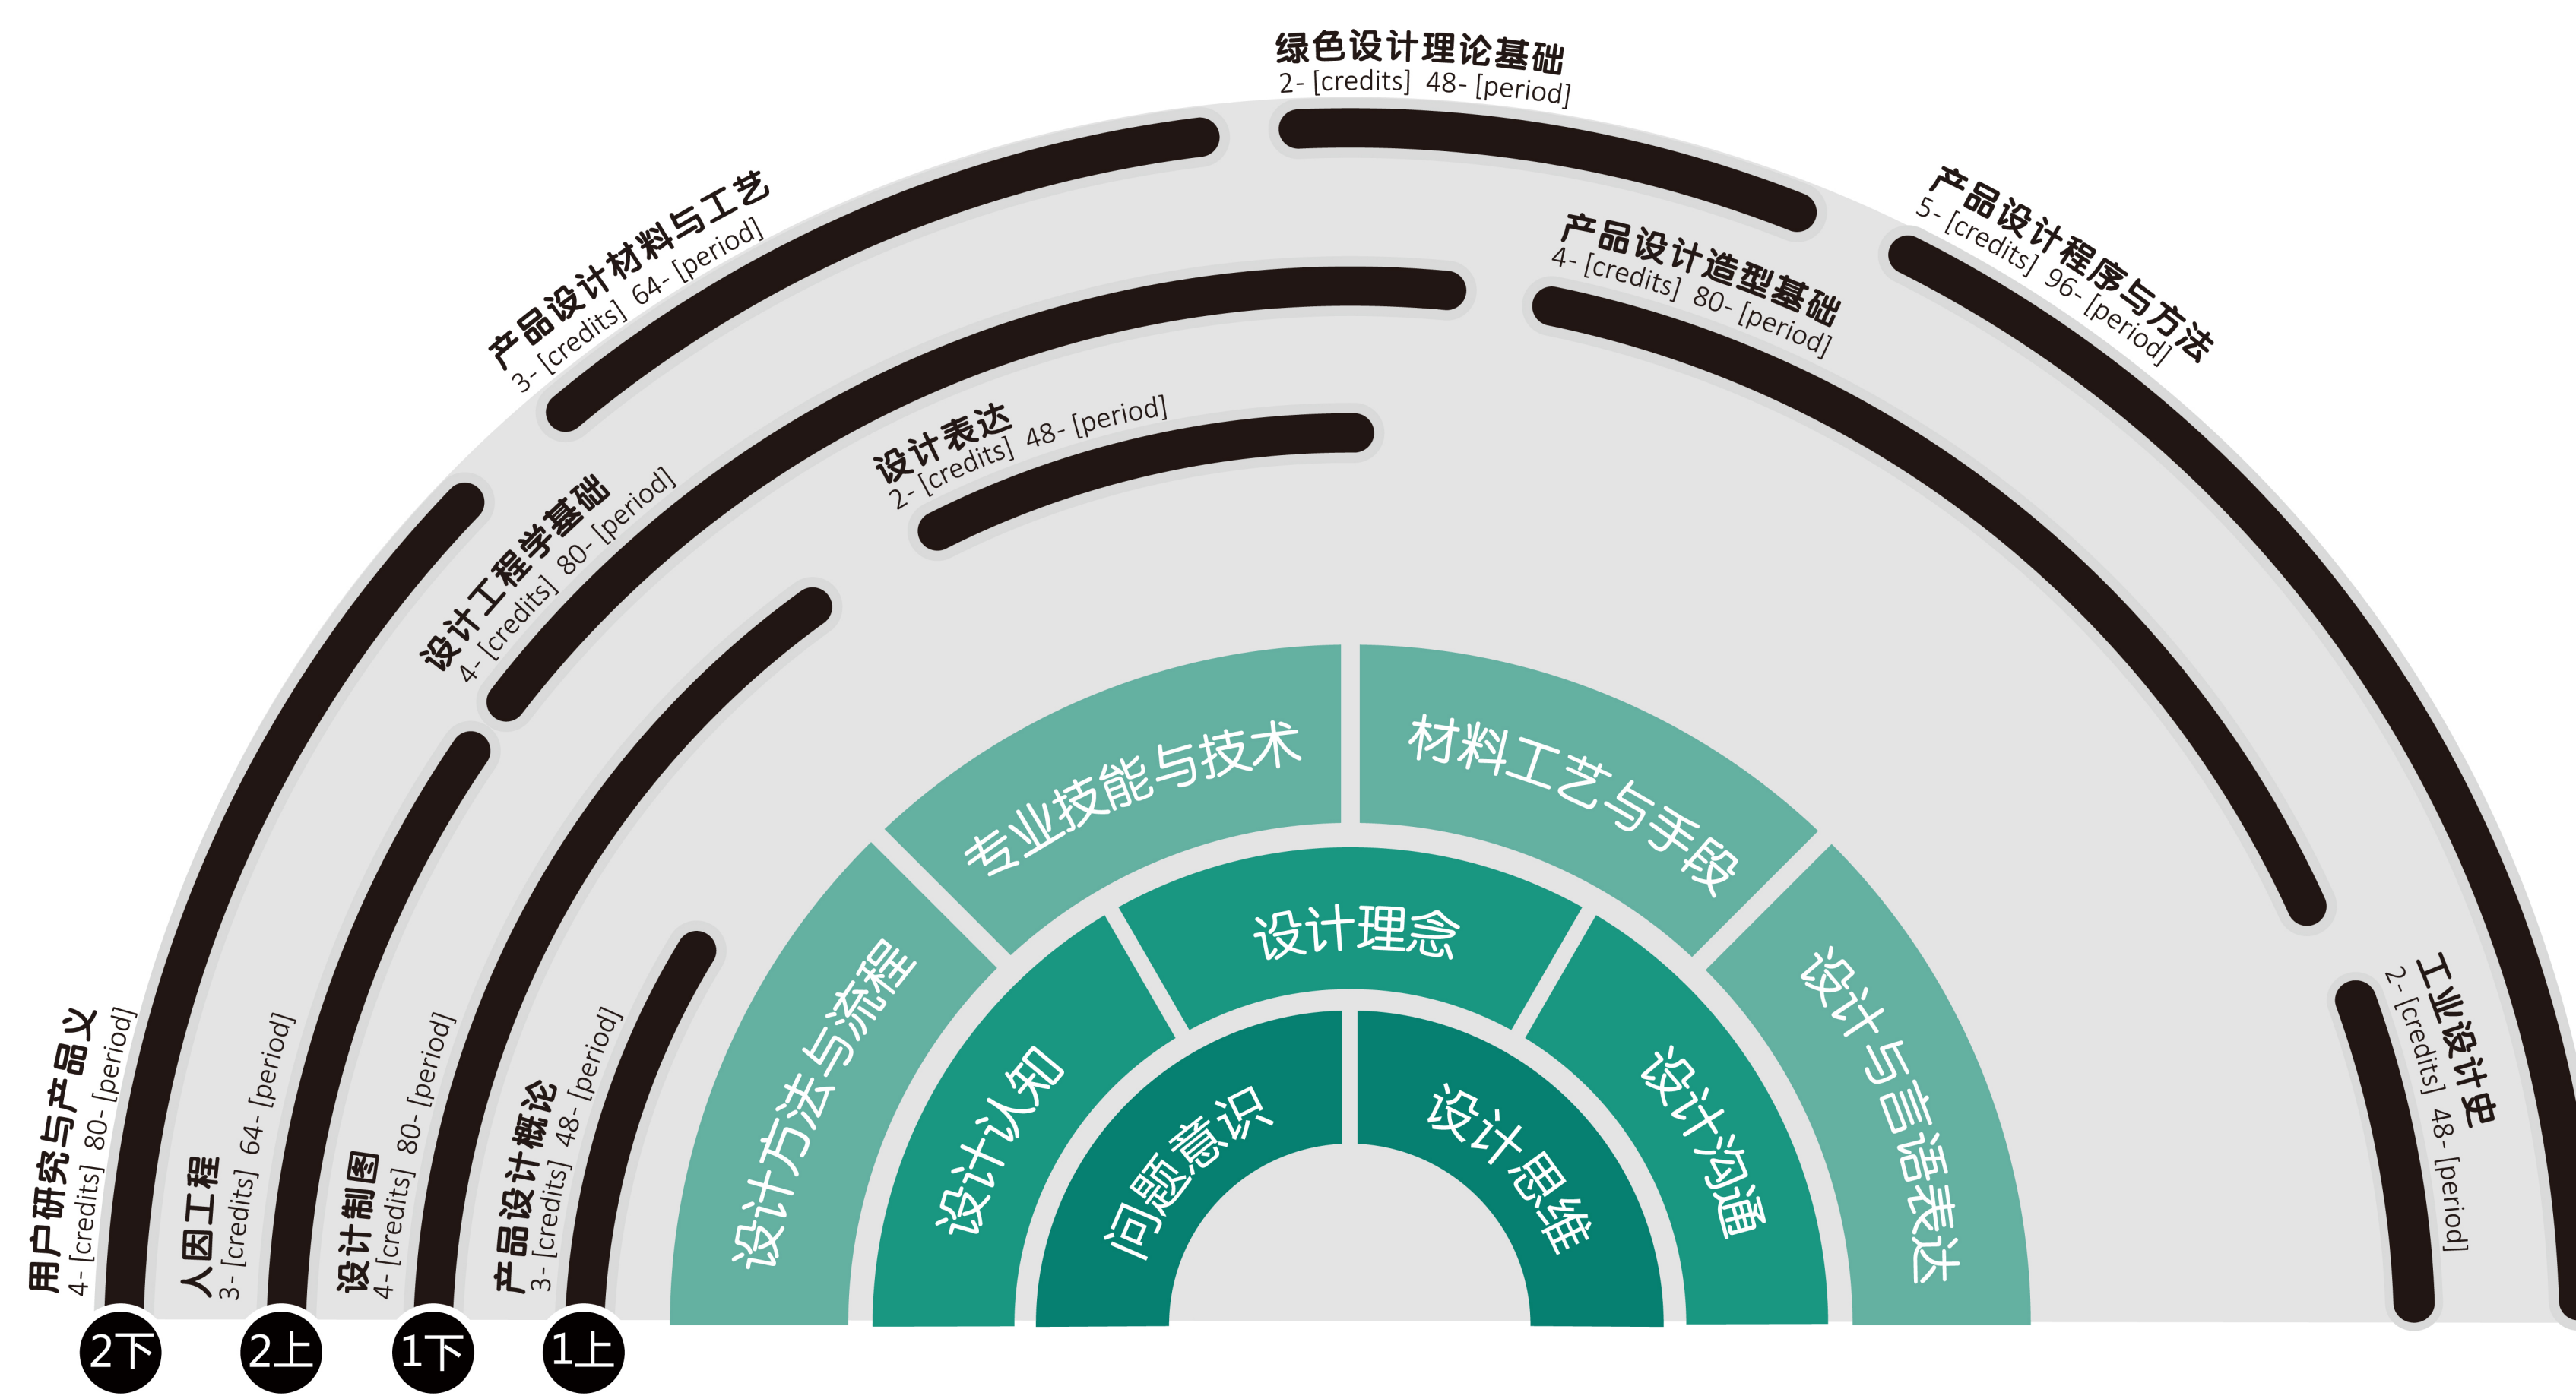 绿色设计理论基础
2- [credits] 48- [period]
产品设计材料与工艺
3- [credits] 64- [period]
产品设计程序与方法
5- [credits] 96- [period]
产品设计造型基础
4- [credits] 80- [period]
设计表达
2- [credits] 48- [period]
设计工程学基础
4- [credits] 80- [period]
工业设计史
2- [credits] 48- [period]
用户研究与产品义
4- [credits] 80- [period]
人因工程
3- [credits] 64- [period]
设计制图
4- [credits] 80- [period]
产品设计概论
3- [credits] 48- [period]
设计方法与流程
专业技能与技术
材料工艺与手段
设计与言语表达
设计认知
设计理念
设计沟通
问题意识
设计思维
2下
2上
1下
1上